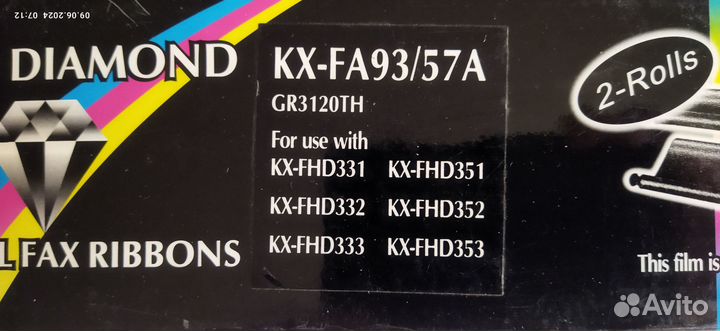 07:12 09.06.2024
DIAMOND
KX-FA93/57A
GR3120TH
2-Rolls
For use with
KX-FHD331 KX-FHD351
KX-FHD332 KX-FHD352
KX-FHD333 KX-FHD353
L FAX RIBBONS
This film is
Avito